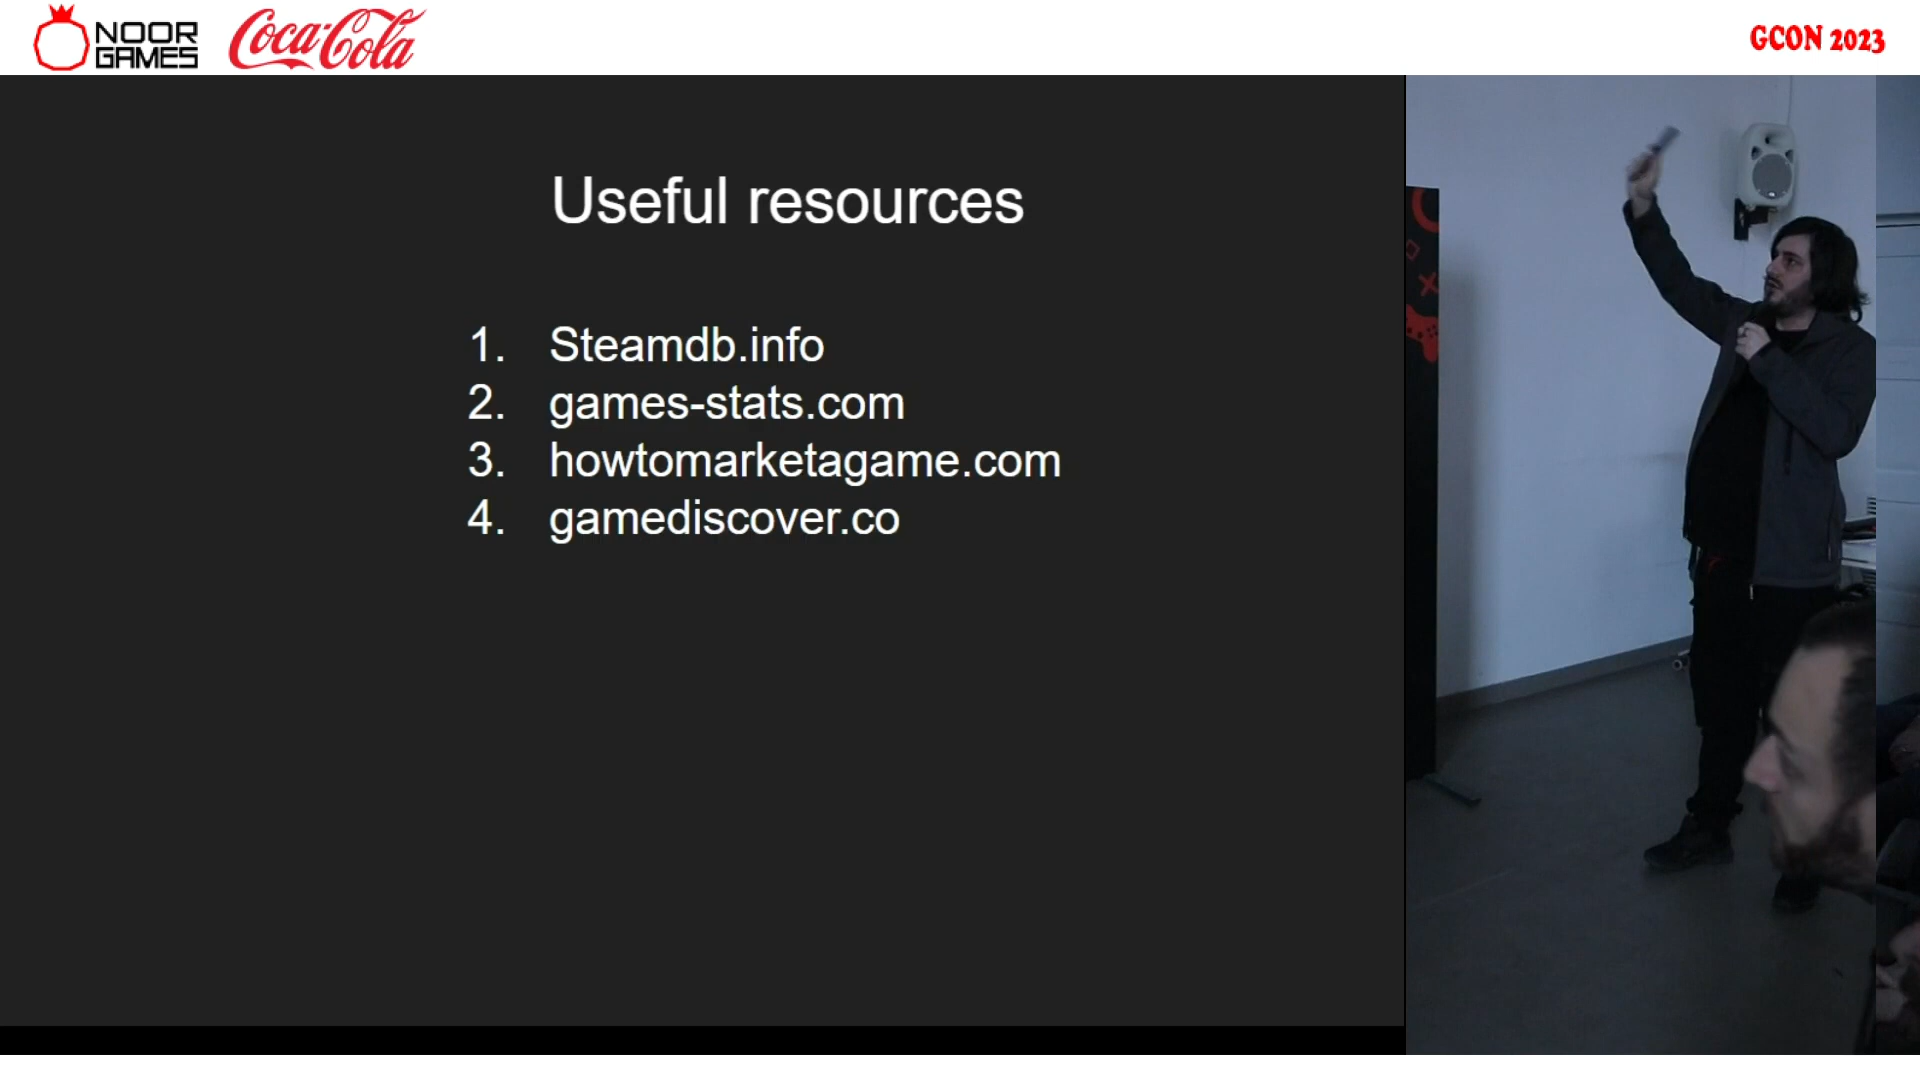 NOOR
GAMES
Coca-Cola
GCON 2023
Useful resources
1. Steamdb.info
2. games-stats.com
3. howtomarketagame.com
4. gamediscover.co